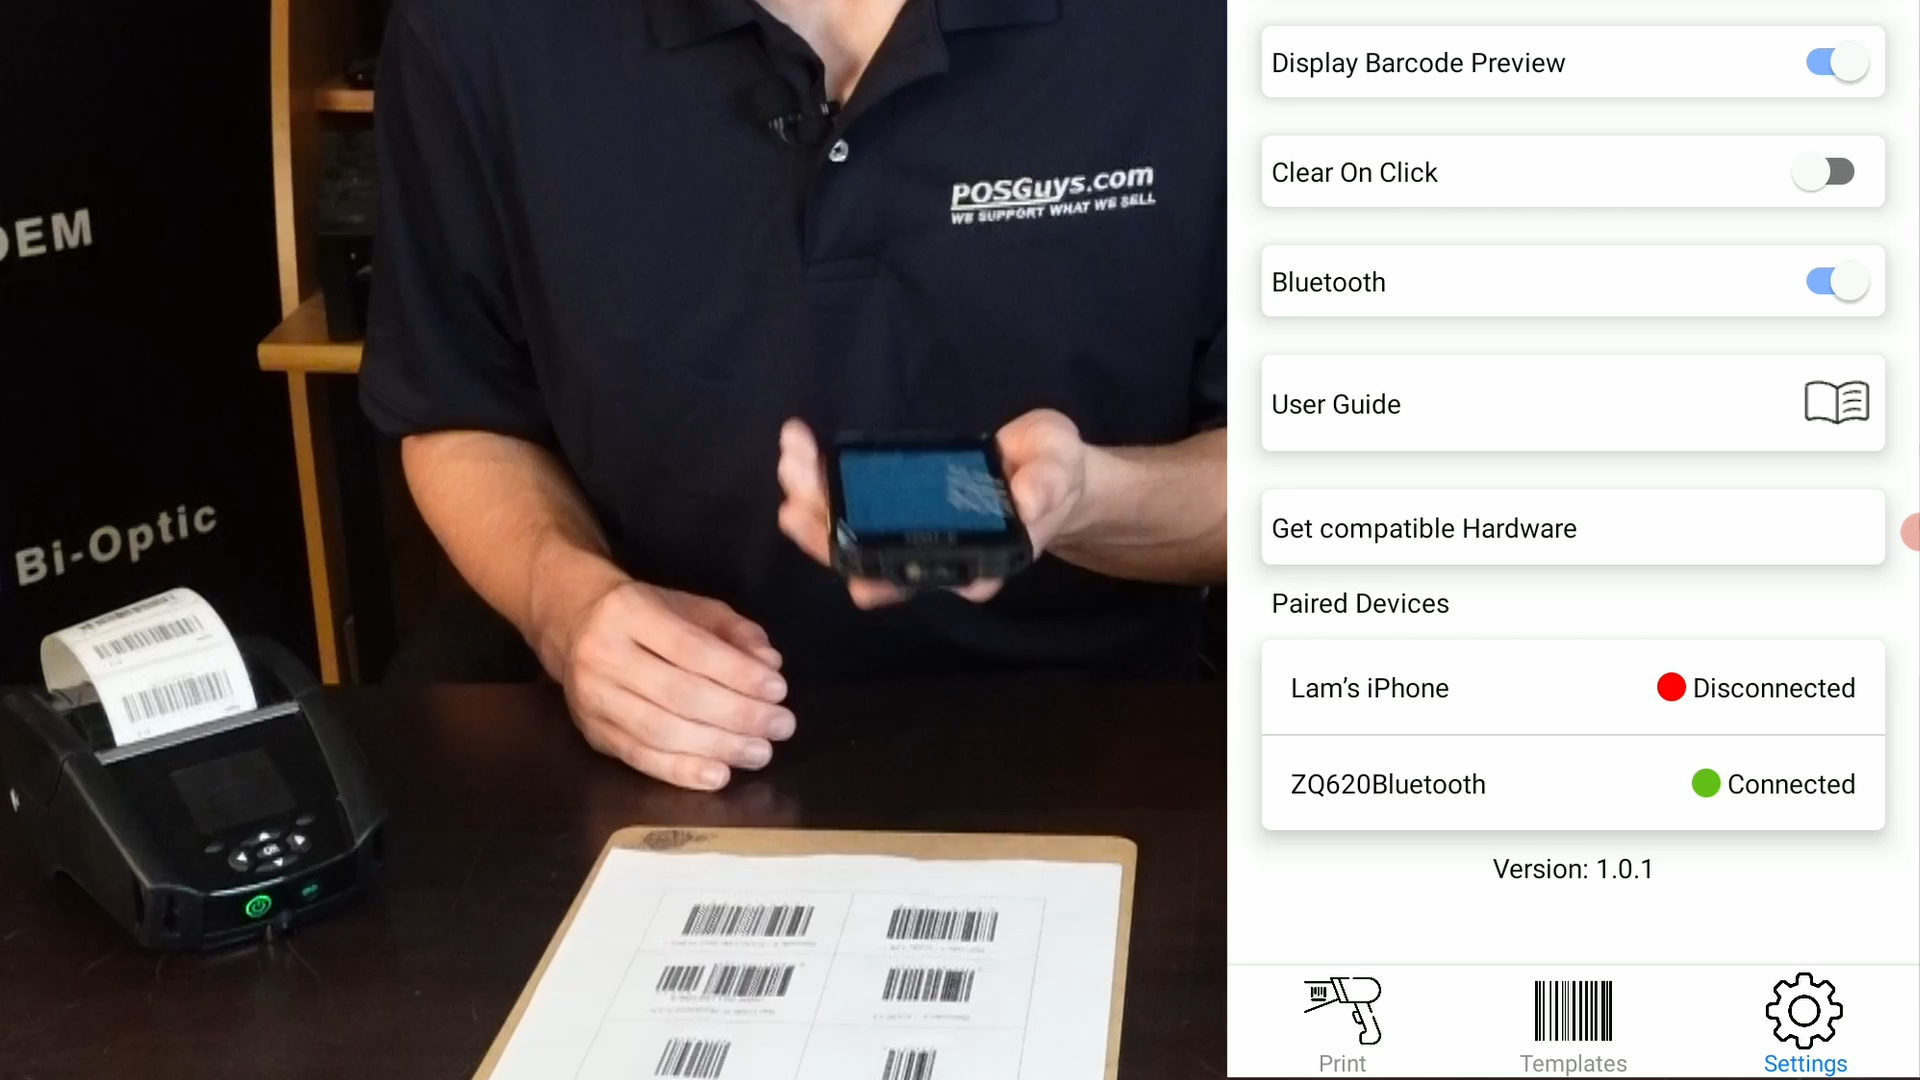 DEM
Bi-Optic
POSGuys.com
WE SUPPORT WHAT WE SELL
Display Barcode Preview
Clear On Click
Bluetooth
User Guide
Get compatible Hardware
Paired Devices
Lam’s iPhone
Disconnected
ZQ620Bluetooth
Connected
Version: 1.0.1
Print
Templates
Settings